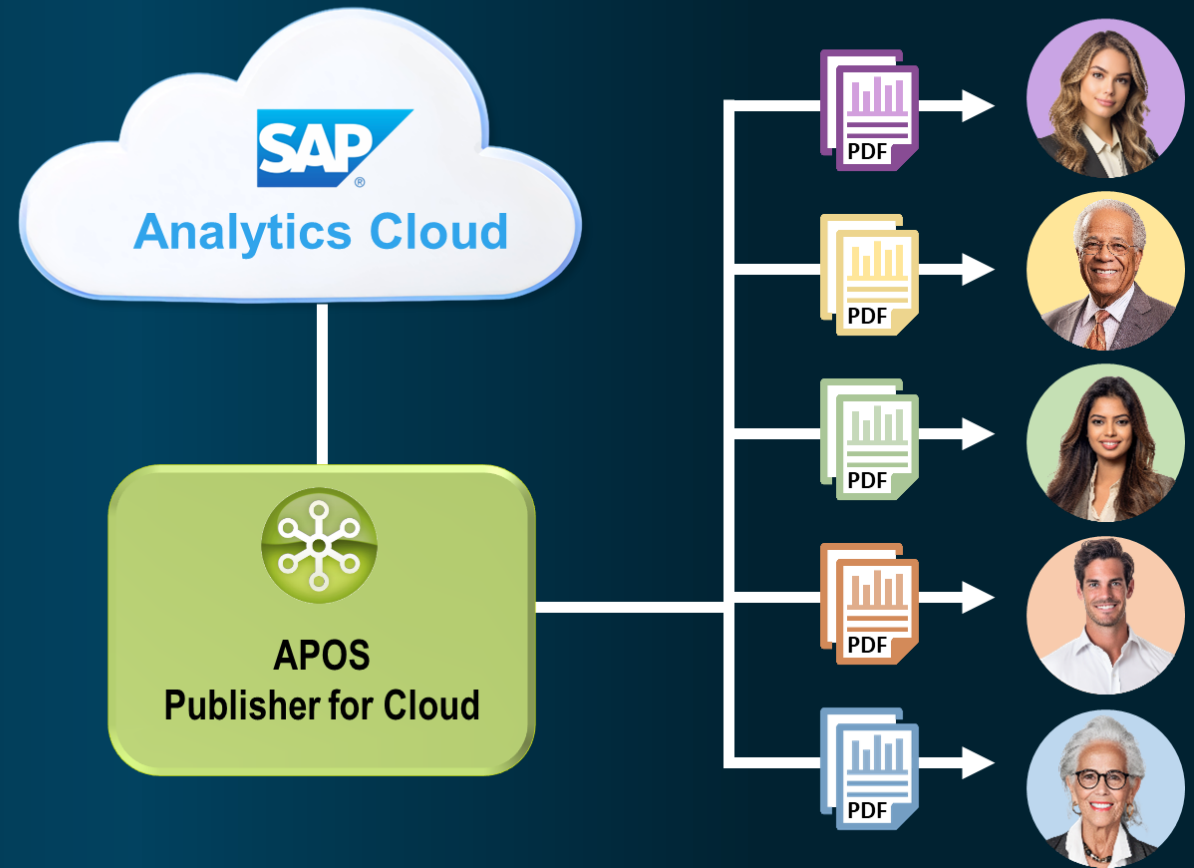 SAP
®
Analytics Cloud
APOS
Publisher for Cloud
PDF
PDF
PDF
PDF
PDF